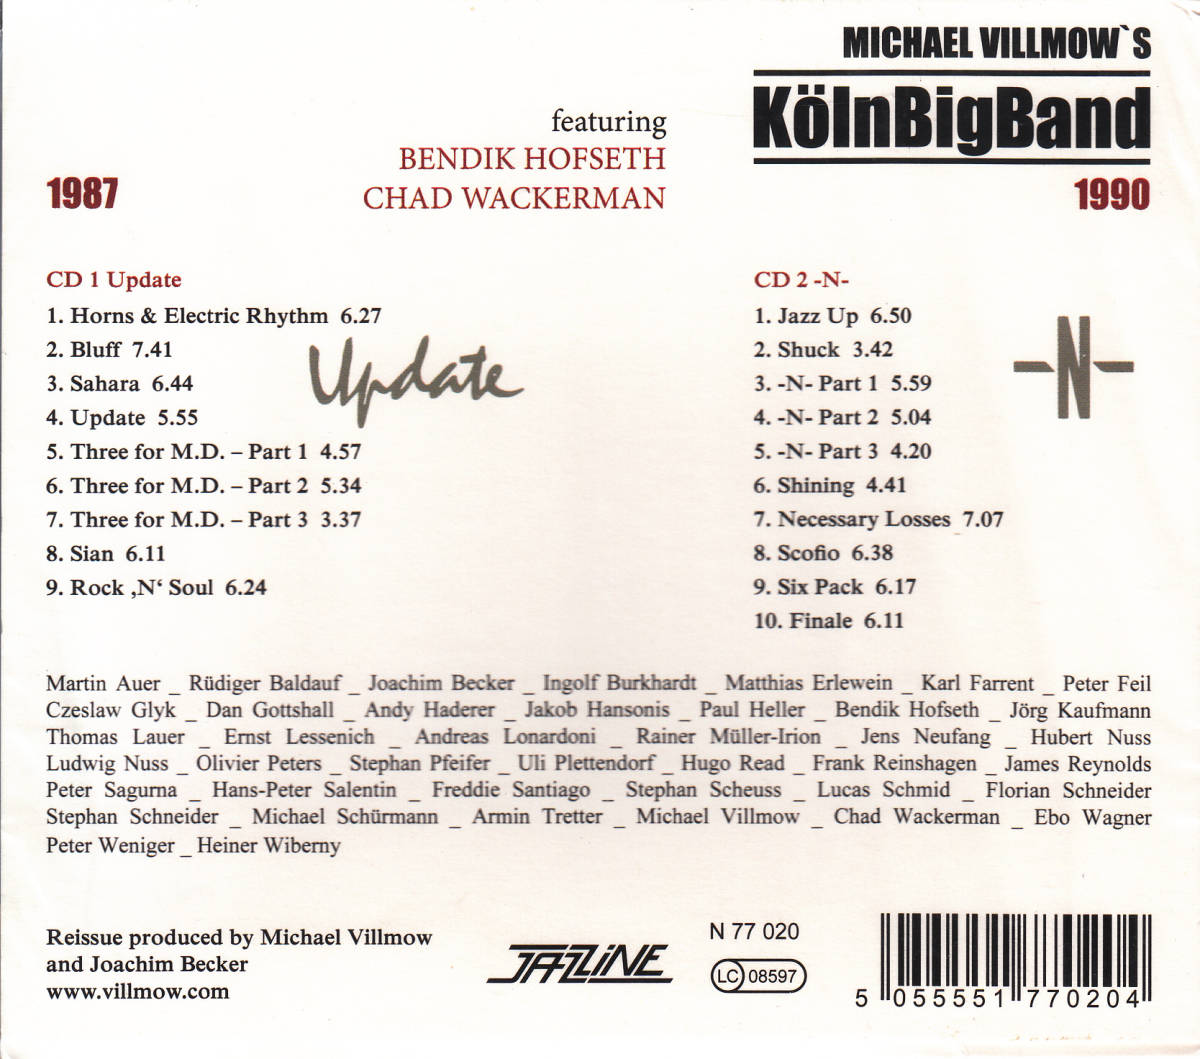 MICHAEL VILLMOW`S
KölnBigBand
featuring
BENDIK HOFSETH
CHAD WACKERMAN
1987
1990
CD 1 Update
1. Horns & Electric Rhythm 6.27
2. Bluff 7.41
3. Sahara 6.44
4. Update 5.55
5. Three for M.D. – Part 1 4.57
6. Three for M.D. – Part 2 5.34
7. Three for M.D. – Part 3 3.37
8. Sian 6.11
9. Rock ‚N‘ Soul 6.24
Update
CD 2 -N-
1. Jazz Up 6.50
2. Shuck 3.42
3. -N- Part 1 5.59
4. -N- Part 2 5.04
5. -N- Part 3 4.20
6. Shining 4.41
7. Necessary Losses 7.07
8. Scofio 6.38
9. Six Pack 6.17
10. Finale 6.11
-N-
Martin Auer _ Rüdiger Baldauf _ Joachim Becker _ Ingolf Burkhardt _ Matthias Erlewein _ Karl Farrent _ Peter Feil
Czeslaw Glyk _ Dan Gottshall _ Andy Haderer _ Jakob Hansonis _ Paul Heller _ Bendik Hofseth _ Jörg Kaufmann
Thomas Lauer _ Ernst Lessenich _ Andreas Lonardoni _ Rainer Müller-Irion _ Jens Neufang _ Hubert Nuss
Ludwig Nuss _ Olivier Peters _ Stephan Pfeifer _ Uli Plettendorf _ Hugo Read _ Frank Reinshagen _ James Reynolds
Peter Sagurna _ Hans-Peter Salentin _ Freddie Santiago _ Stephan Scheuss _ Lucas Schmid _ Florian Schneider
Stephan Schneider _ Michael Schürmann _ Armin Tretter _ Michael Villmow _ Chad Wackerman _ Ebo Wagner
Peter Weniger _ Heiner Wiberny
Reissue produced by Michael Villmow
and Joachim Becker
www.villmow.com
JAZZLINE
N 77 020
LC 08597
5 055551 770204